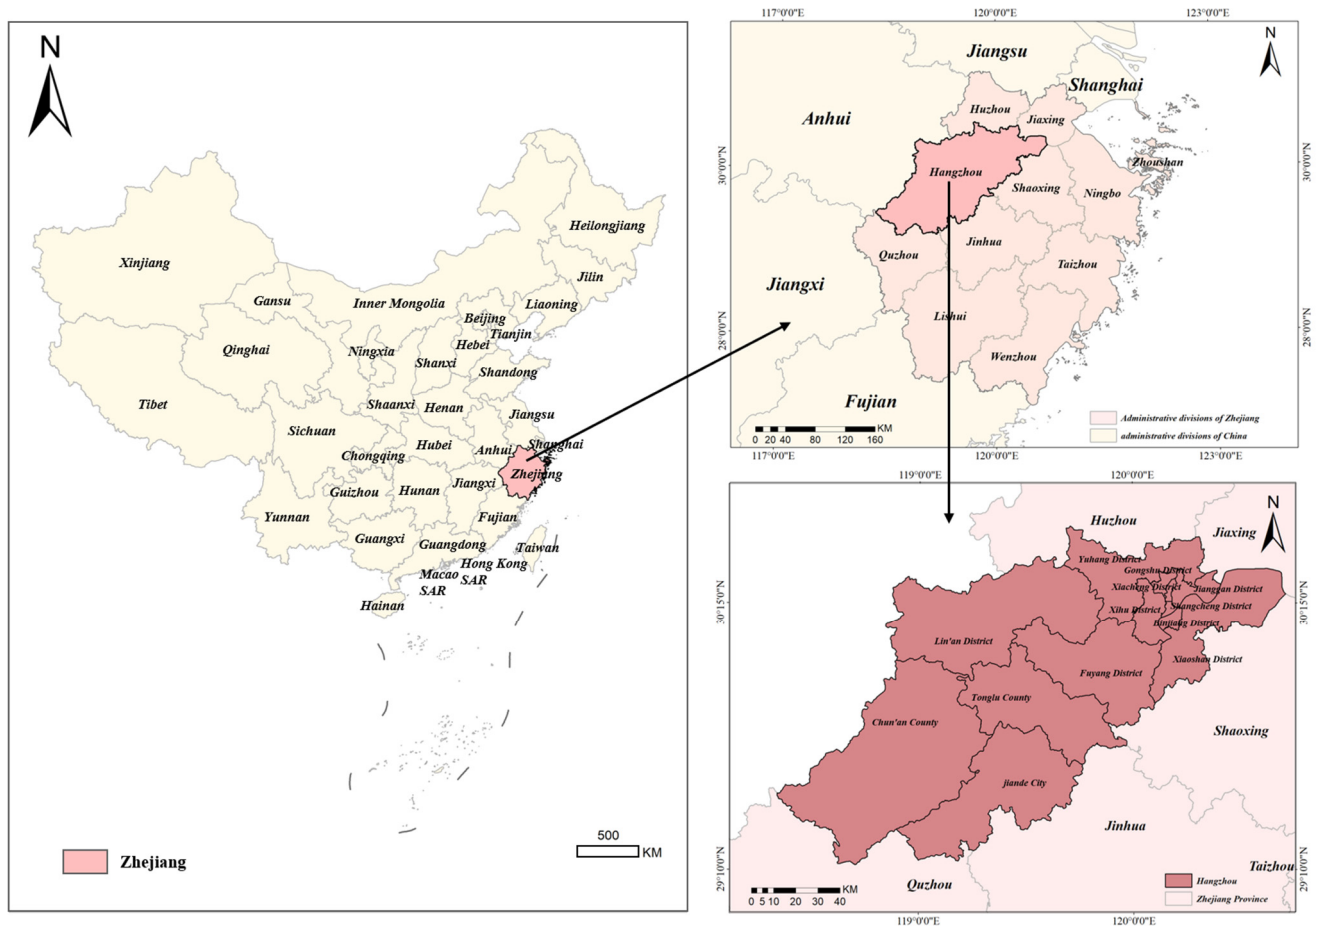 N
Heilongjiang
Xinjiang
Jilin
Gansu
Inner Mongolia
Liaoning
Beijing
Tianjin
Hebei
Qinghai
Ningxia
Shanxi
Shandong
Tibet
Shaanxi
Henan
Jiangsu
Sichuan
Hubei
Anhui
Shanghai
Chongqing
Zhejiang
Jiangxi
Guizhou
Hunan
Yunnan
Fujian
Guangxi
Guangdong
Taiwan
Hong Kong
SAR
Macao
SAR
Hainan
500
KM
Zhejiang
117°0'0"E
120°0'0"E
123°0'0"E
N
Jiangsu
Shanghai
Anhui
Huzhou
Jiaxing
30°0'0"N
30°0'0"N
Zhoushan
Hangzhou
Shaoxing
Ningbo
Jinhua
Quzhou
Taizhou
Jiangxi
Lishui
28°0'0"N
28°0'0"N
Wenzhou
Fujian
Administrative divisions of Zhejiang
administrative divisions of China
0 20 40 80 120 160 KM
117°0'0"E
120°0'0"E
123°0'0"E
119°0'0"E
120°0'0"E
N
Huzhou
Jiaxing
Yuhang District
Gongshu District
Xiacheng District
Jianggan District
30°15'0"N
30°15'0"N
Xihu District
Shangcheng District
Binjiang District
Lin'an District
Xiaoshan District
Fuyang District
Tonglu County
Chun'an County
Shaoxing
jiande City
Jinhua
Taizhou
29°10'0"N
29°10'0"N
Quzhou
Hangzhou
Zhejiang Province
0 5 10 20 30 40 KM
119°0'0"E
120°0'0"E